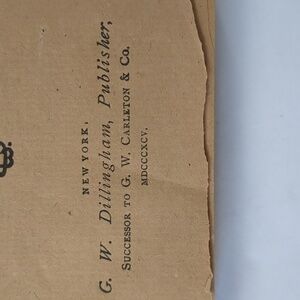 NEW YORK,
G. W. Dillingham, Publisher,
SUCCESSOR TO G. W. CARLETON & CO.
MDCCCXCV.